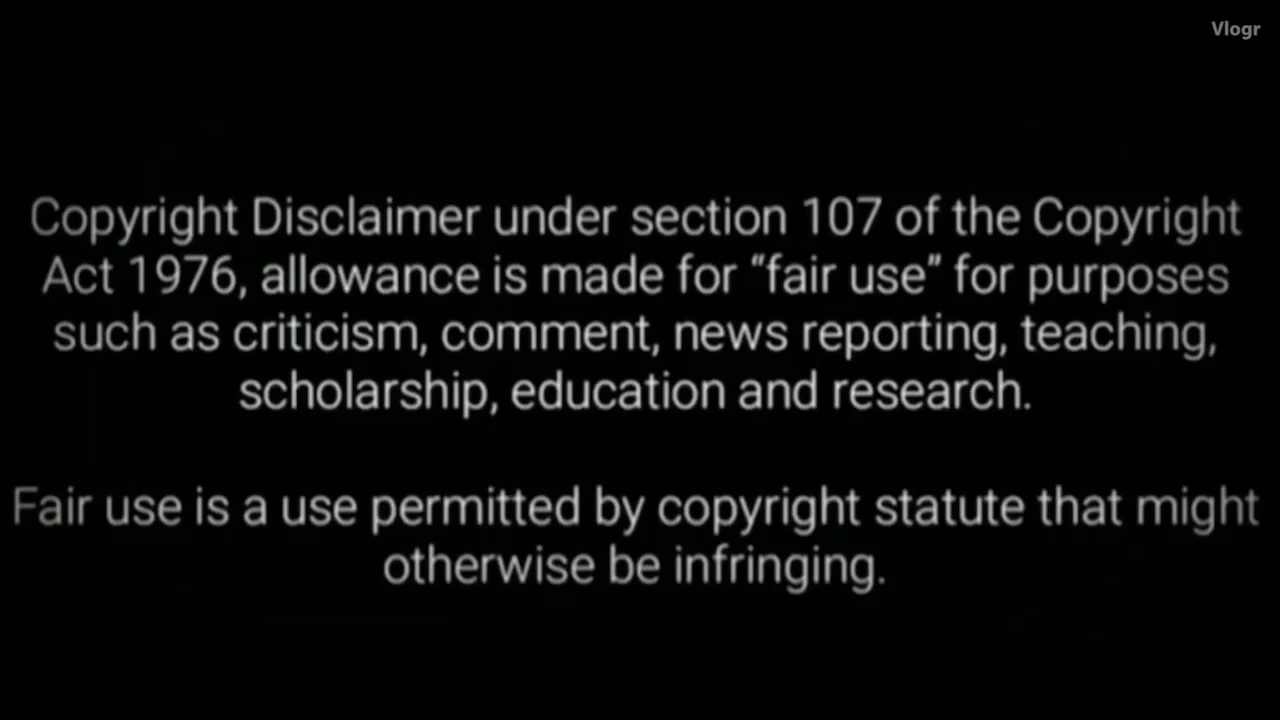 Vlogr
Copyright Disclaimer under section 107 of the Copyright
Act 1976, allowance is made for “fair use” for purposes
such as criticism, comment, news reporting, teaching,
scholarship, education and research.
Fair use is a use permitted by copyright statute that might
otherwise be infringing.